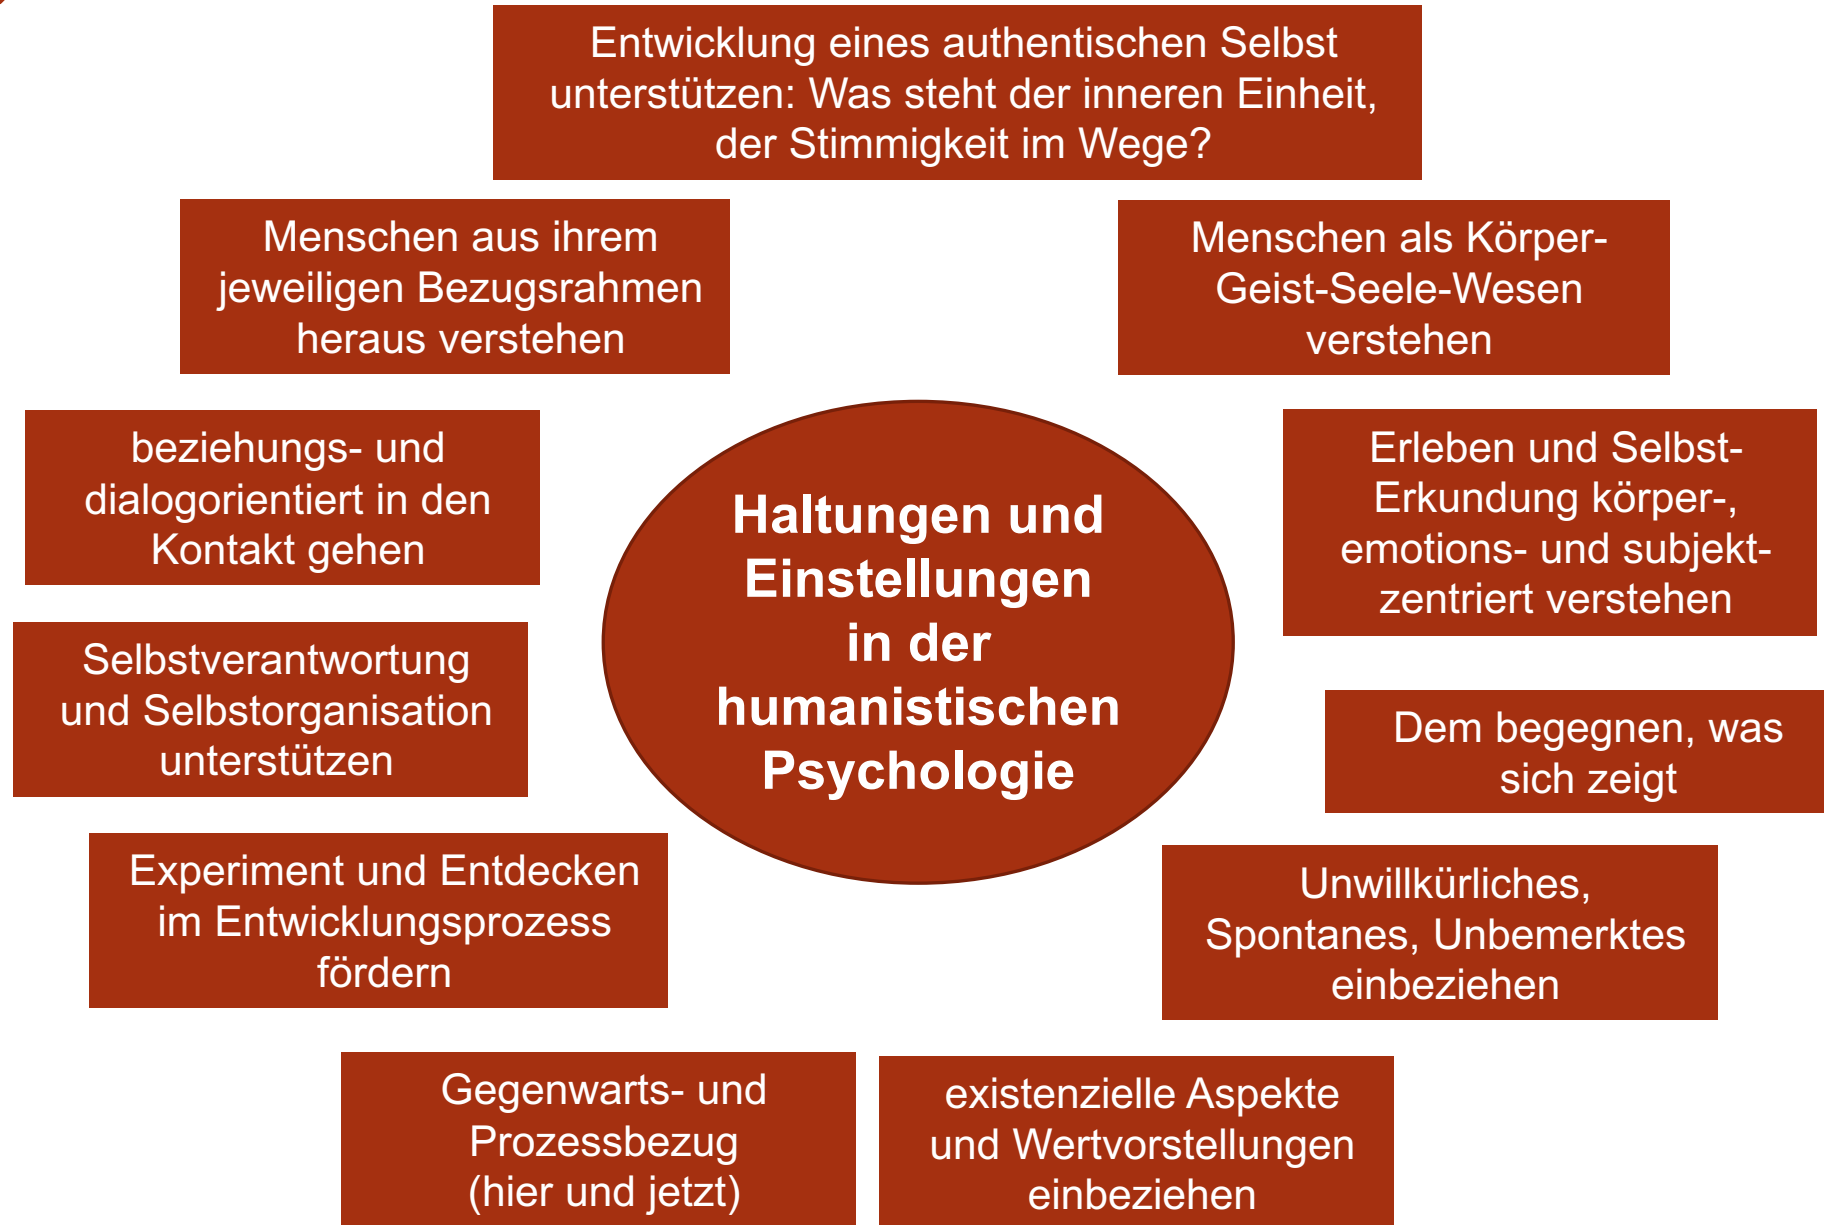 Entwicklung eines authentischen Selbst
unterstützen: Was steht der inneren Einheit,
der Stimmigkeit im Wege?
Menschen aus ihrem
jeweiligen Bezugsrahmen
heraus verstehen
Menschen als Körper-
Geist-Seele-Wesen
verstehen
beziehungs- und
dialogorientiert in den
Kontakt gehen
Haltungen und
Einstellungen
in der
humanistischen
Psychologie
Erleben und Selbst-
Erkundung körper-,
emotions- und subjekt-
zentriert verstehen
Selbstverantwortung
und Selbstorganisation
unterstützen
Dem begegnen, was
sich zeigt
Experiment und Entdecken
im Entwicklungsprozess
fördern
Unwillkürliches,
Spontanes, Unbemerktes
einbeziehen
Gegenwarts- und
Prozessbezug
(hier und jetzt)
existenzielle Aspekte
und Wertvorstellungen
einbeziehen